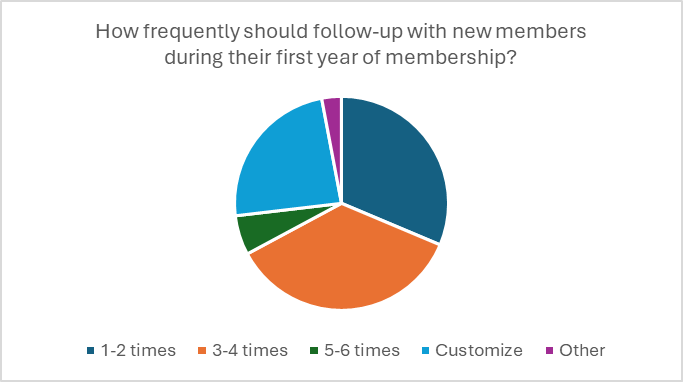 How frequently should follow-up with new members
during their first year of membership?
1-2 times 3-4 times 5-6 times Customize Other